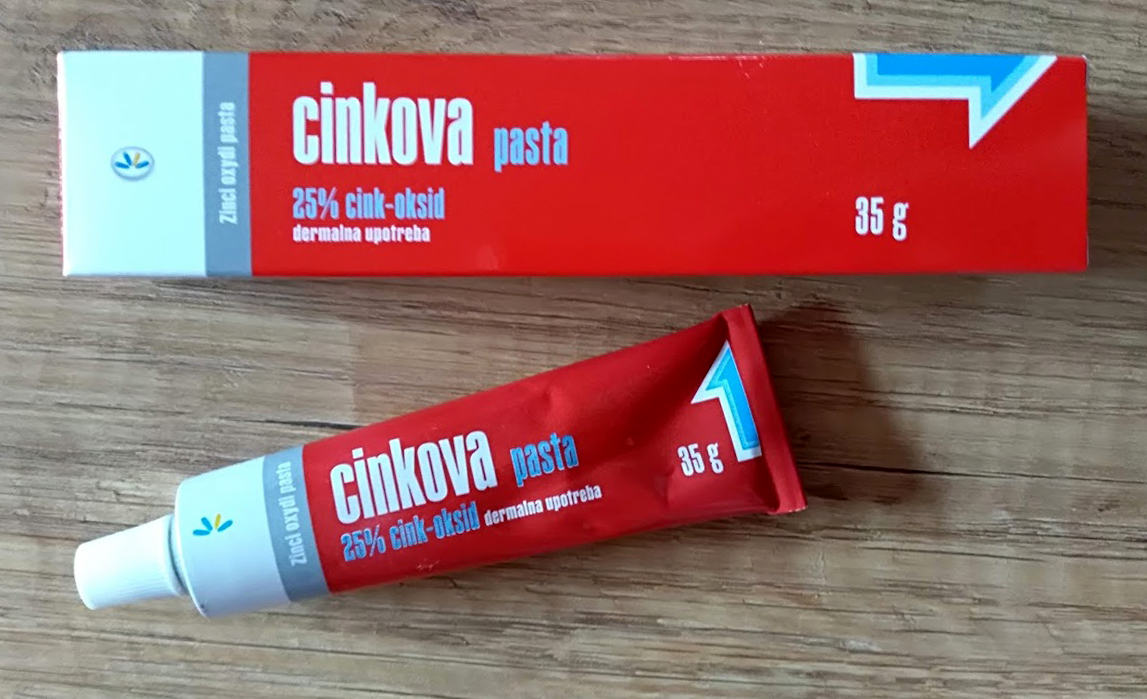 Zinci oxydi pasta
cinkova pasta
25% cink-oksid
dermalna upotreba
35 g
Zinci oxydi pasta
cinkova pasta
25% cink-oksid dermalna upotreba
35 g